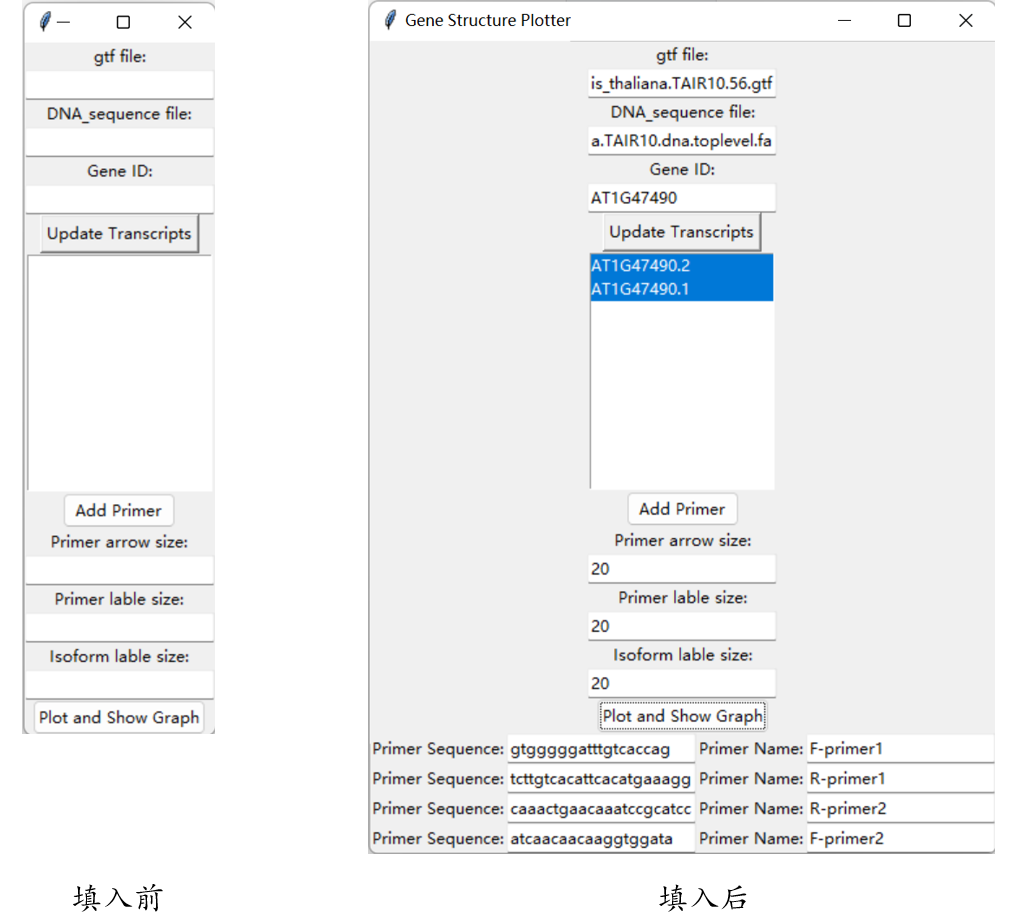 gtf file:
DNA_sequence file:
Gene ID:
Update Transcripts
Add Primer
Primer arrow size:
Primer lable size:
Isoform lable size:
Plot and Show Graph
填入前
Gene Structure Plotter
gtf file:
is_thaliana.TAIR10.56.gtf
DNA_sequence file:
a.TAIR10.dna.toplevel.fa
Gene ID:
AT1G47490
Update Transcripts
AT1G47490.2
AT1G47490.1
Add Primer
Primer arrow size:
20
Primer lable size:
20
Isoform lable size:
20
Plot and Show Graph
Primer Sequence: gtgggggatttgtcaccag Primer Name: F-primer1
Primer Sequence: tcttgtcacattcacatgaaagg Primer Name: R-primer1
Primer Sequence: caaactgaacaaatccgcatcc Primer Name: R-primer2
Primer Sequence: atcaacaacaaggtggata Primer Name: F-primer2
填入后